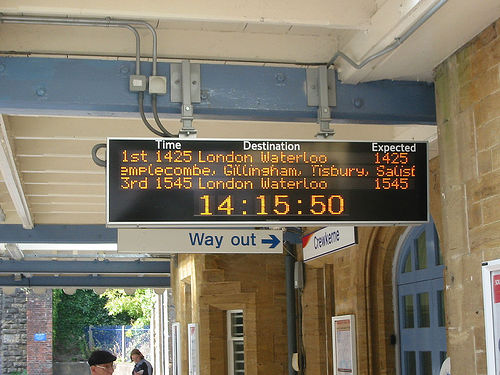 Time Destination Expected
1st 1425 London Waterloo 1425
emplecombe, Gillingham, Tisbury, Salist
3rd 1545 London Waterloo 1545
14:15:50
Way out →
Crewkerne